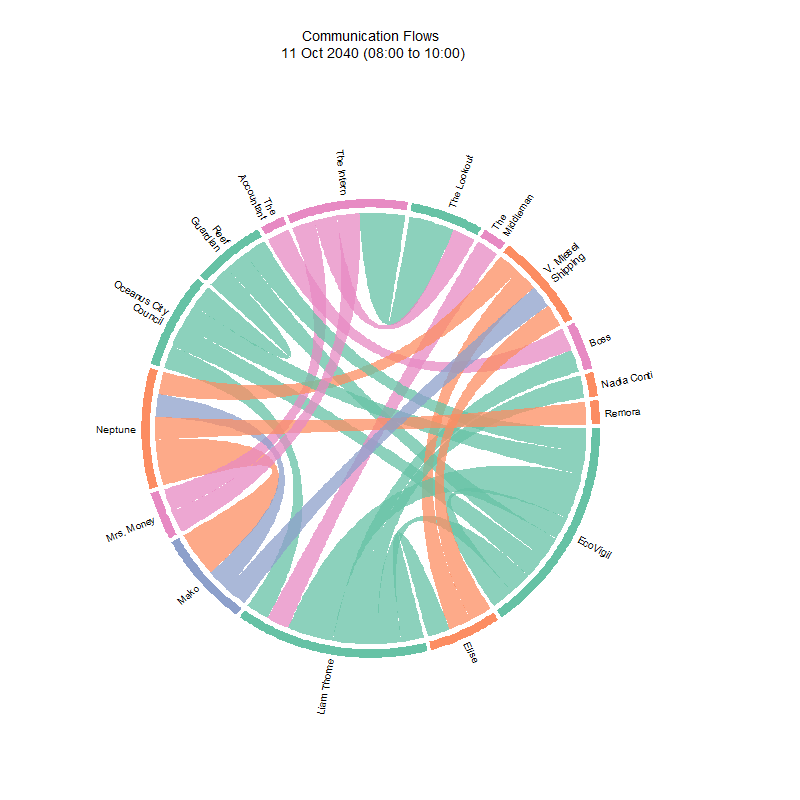 Communication Flows
11 Oct 2040 (08:00 to 10:00)
The Intern
The Lookout
The
Middleman
V. Miesel
Shipping
Boss
Nadia Conti
Remora
EcoVigil
Elise
Liam Thorne
Mako
Mrs. Money
Neptune
Oceanus City
Council
Reef
Guardian
The
Accountant